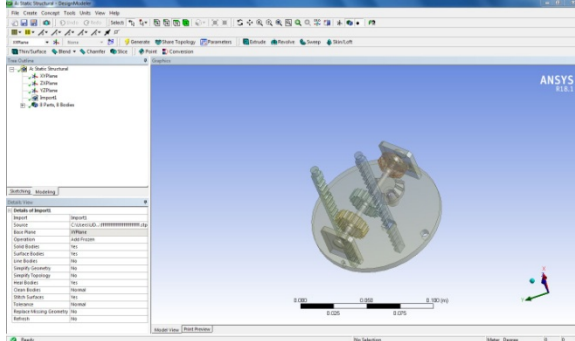 A: Static Structural - DesignModeler
File Create Concept Tools Units View Help
Undo Redo Select:
XYPlane None Generate Share Topology Parameters Extrude Revolve Sweep Skin/Loft
Thin/Surface Blend Chamfer Slice Point Conversion
Tree Outline
Graphics
A: Static Structural
XYPlane
ZXPlane
YZPlane
Import1
8 Parts, 8 Bodies
ANSYS
R18.1
Sketching Modeling
Details View
Details of Import1
Import Import1
Source
Base Plane XYPlane
Operation Add Frozen
Solid Bodies Yes
Surface Bodies Yes
Line Bodies No
Simplify Geometry No
Simplify Topology No
Heal Bodies Yes
Clean Bodies Normal
Stitch Surfaces Yes
Tolerance Normal
Replace Missing Geometry No
Refresh No
0.000 0.050 0.100 (m)
0.025 0.075
Model View Print Preview
Ready No Selection Meter Degree 0 0